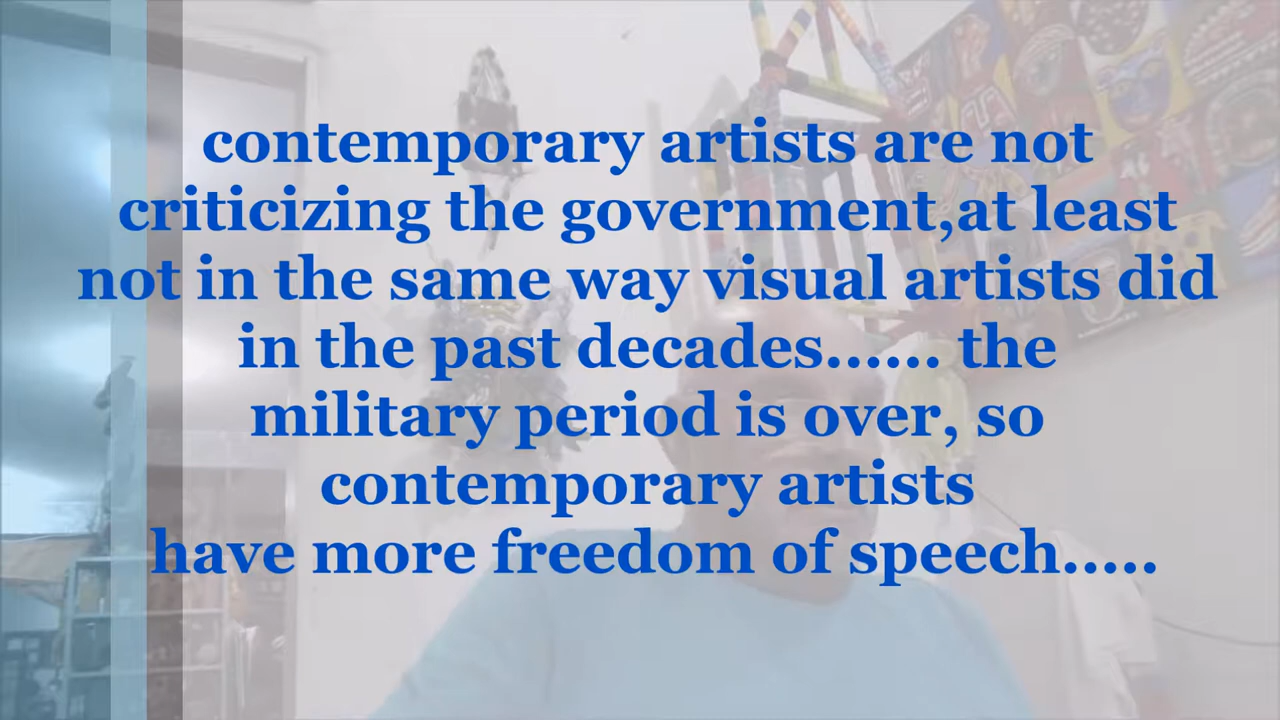 contemporary artists are not
criticizing the government,at least
not in the same way visual artists did
in the past decades...... the
military period is over, so
contemporary artists
have more freedom of speech.....